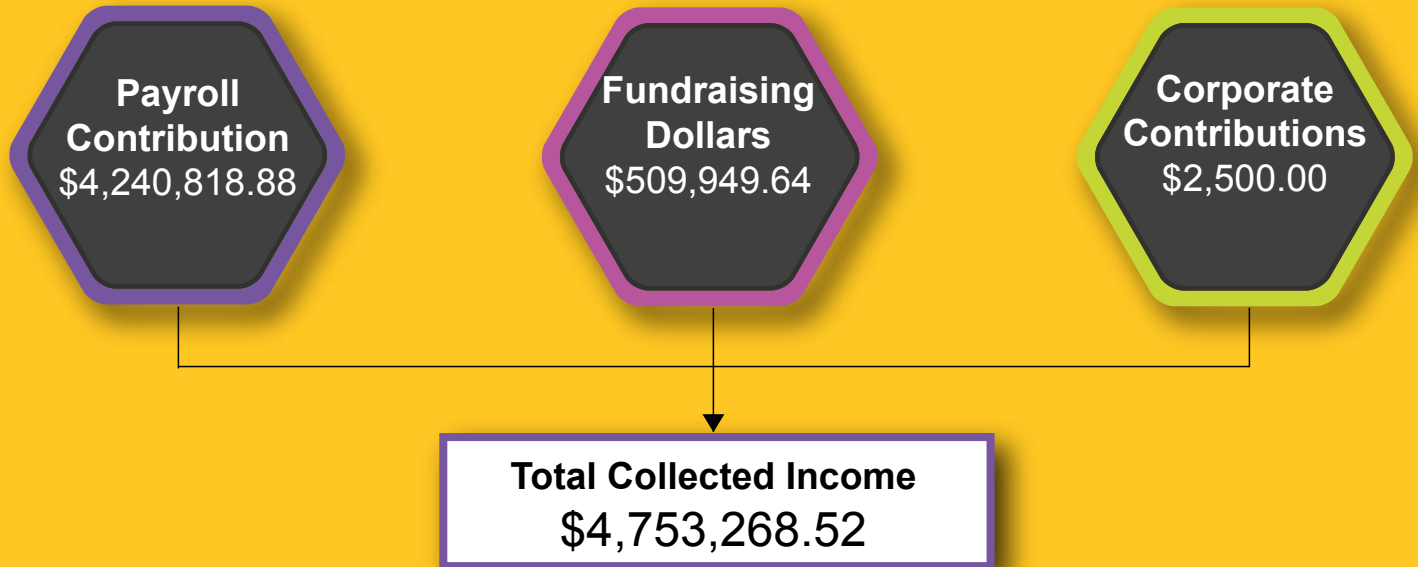 Payroll
Contribution
$4,240,818.88
Fundraising
Dollars
$509,949.64
Corporate
Contributions
$2,500.00
Total Collected Income
$4,753,268.52